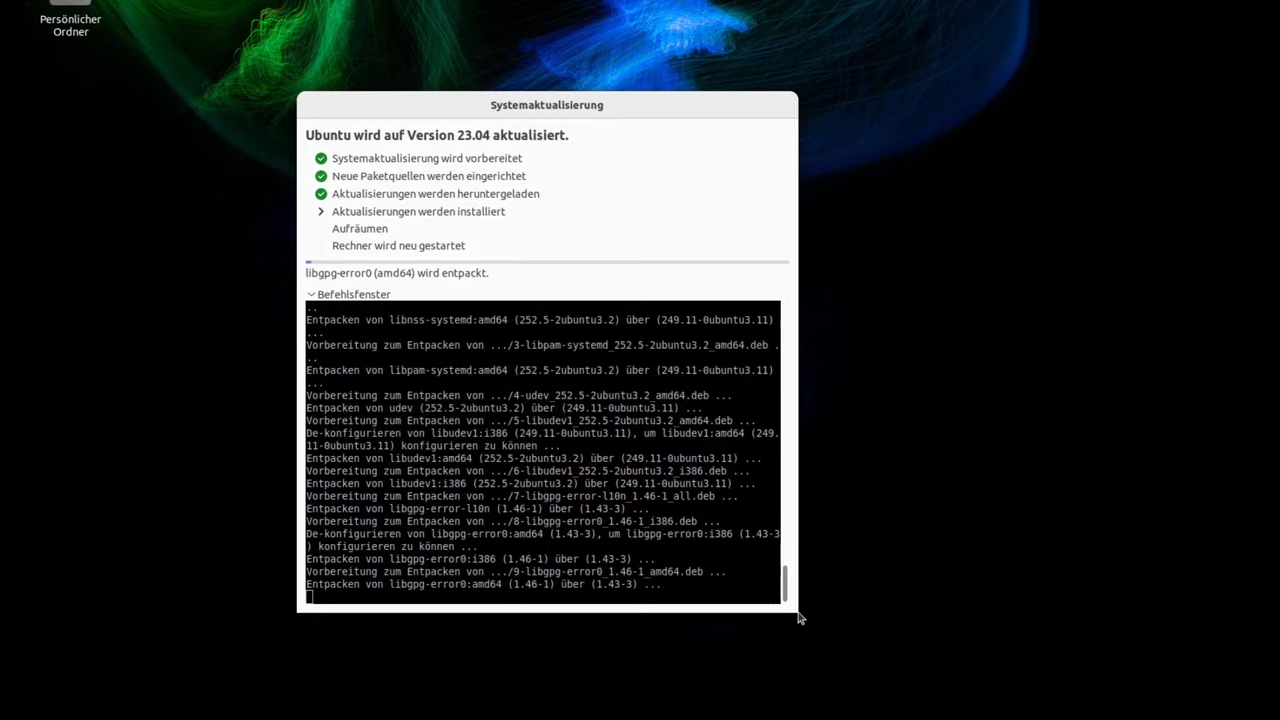 Persönlicher
Ordner
Systemaktualisierung
Ubuntu wird auf Version 23.04 aktualisiert.
Systemaktualisierung wird vorbereitet
Neue Paketquellen werden eingerichtet
Aktualisierungen werden heruntergeladen
Aktualisierungen werden installiert
Aufräumen
Rechner wird neu gestartet
libgpg-error0 (amd64) wird entpackt.
Befehlsfenster
..
Entpacken von libnss-systemd:amd64 (252.5-2ubuntu3.2) über (249.11-0ubuntu3.11)
...
Vorbereitung zum Entpacken von .../3-libpam-systemd_252.5-2ubuntu3.2_amd64.deb .
..
Entpacken von libpam-systemd:amd64 (252.5-2ubuntu3.2) über (249.11-0ubuntu3.11)
...
Vorbereitung zum Entpacken von .../4-udev_252.5-2ubuntu3.2_amd64.deb ...
Entpacken von udev (252.5-2ubuntu3.2) über (249.11-0ubuntu3.11) ...
Vorbereitung zum Entpacken von .../5-libudev1_252.5-2ubuntu3.2_amd64.deb ...
De-konfigurieren von libudev1:i386 (249.11-0ubuntu3.11), um libudev1:amd64 (249.
11-0ubuntu3.11) konfigurieren zu können ...
Entpacken von libudev1:amd64 (252.5-2ubuntu3.2) über (249.11-0ubuntu3.11) ...
Vorbereitung zum Entpacken von .../6-libudev1_252.5-2ubuntu3.2_i386.deb ...
Entpacken von libudev1:i386 (252.5-2ubuntu3.2) über (249.11-0ubuntu3.11) ...
Vorbereitung zum Entpacken von .../7-libgpg-error-l10n_1.46-1_all.deb ...
Entpacken von libgpg-error-l10n (1.46-1) über (1.43-3) ...
Vorbereitung zum Entpacken von .../8-libgpg-error0_1.46-1_i386.deb ...
De-konfigurieren von libgpg-error0:amd64 (1.43-3), um libgpg-error0:i386 (1.43-3
) konfigurieren zu können ...
Entpacken von libgpg-error0:i386 (1.46-1) über (1.43-3) ...
Vorbereitung zum Entpacken von .../9-libgpg-error0_1.46-1_amd64.deb ...
Entpacken von libgpg-error0:amd64 (1.46-1) über (1.43-3) ...